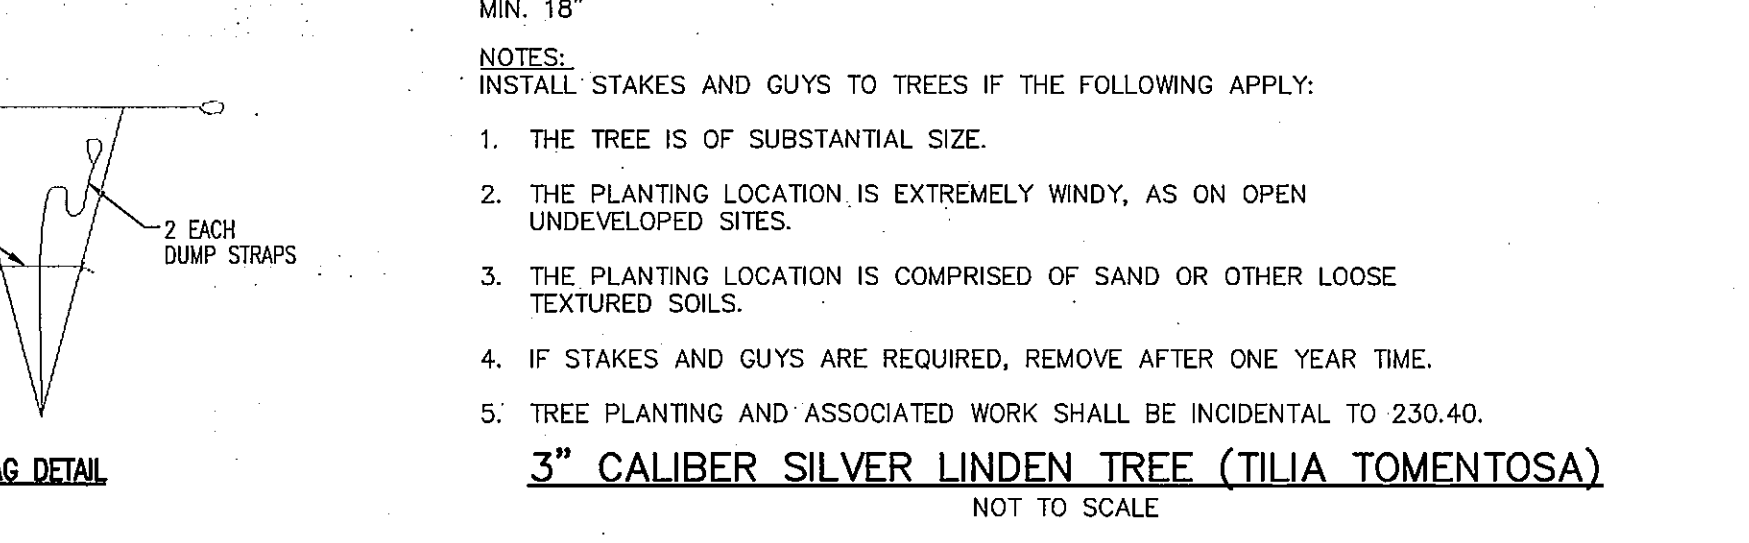 MIN. 18"
NOTES:
INSTALL STAKES AND GUYS TO TREES IF THE FOLLOWING APPLY:
1. THE TREE IS OF SUBSTANTIAL SIZE.
2. THE PLANTING LOCATION IS EXTREMELY WINDY, AS ON OPEN
UNDEVELOPED SITES.
3. THE PLANTING LOCATION IS COMPRISED OF SAND OR OTHER LOOSE
TEXTURED SOILS.
4. IF STAKES AND GUYS ARE REQUIRED, REMOVE AFTER ONE YEAR TIME.
5. TREE PLANTING AND ASSOCIATED WORK SHALL BE INCIDENTAL TO 230.40.
3" CALIBER SILVER LINDEN TREE (TILIA TOMENTOSA)
NOT TO SCALE
2 EACH
DUMP STRAPS
DETAIL